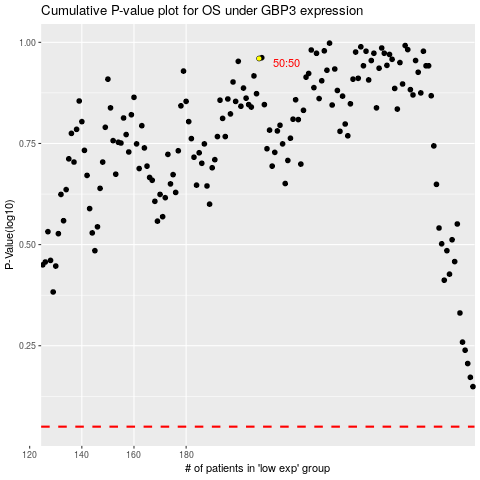 Cumulative P-value plot for OS under GBP3 expression
P-Value(log10)
1.00
0.75
0.50
0.25
50:50
120 140 160 180
# of patients in 'low exp' group